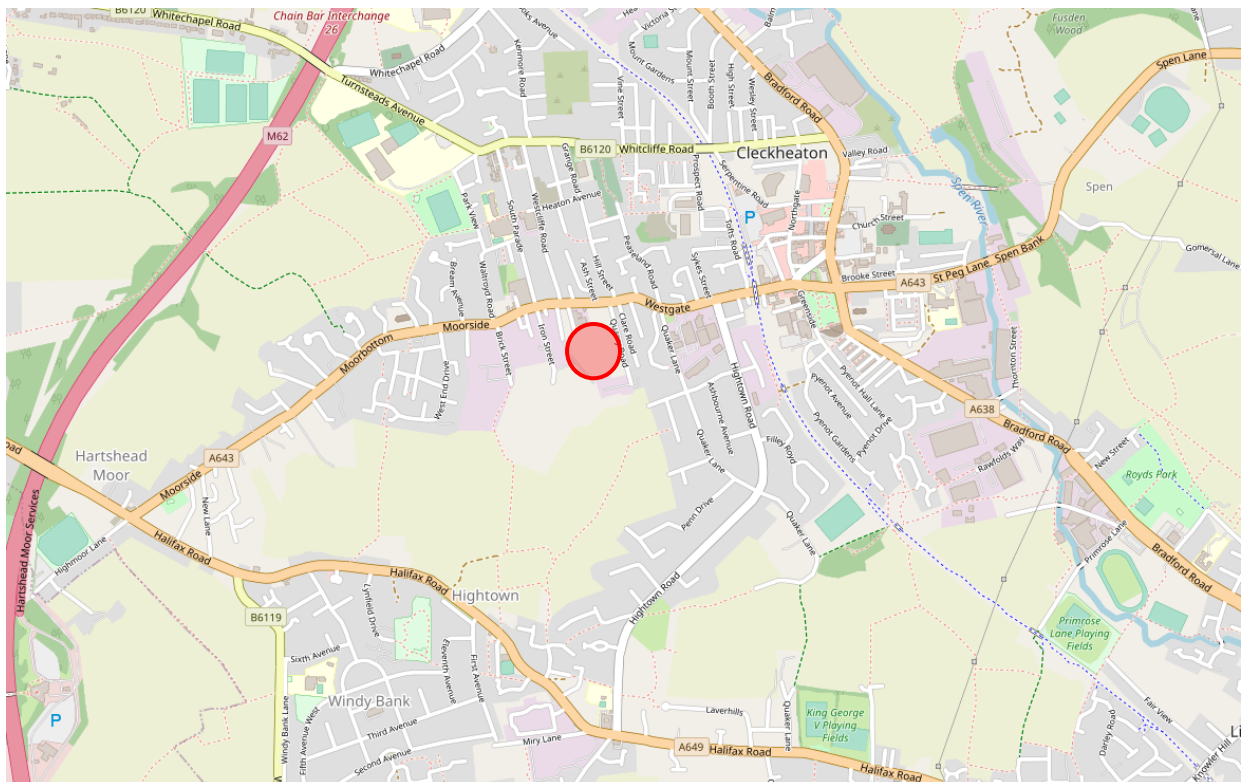 B6120
Whitechapel Road
Chain Bar Interchange
26
Whitechapel Road
Turnsteads Avenue
M62
Kenmore Road
Vine Street
Mount Gardens
Mount Street
Booth Street
High Street
Wesley Street
Bradford Road
Fusden
Wood
Spen Lane
B6120
Whitcliffe Road
Cleckheaton
Valley Road
Prospect Road
Serpentine Road
Northgate
P
Church Street
Spen River
Spen
Gomersal Lane
Grange Road
Heaton Avenue
Westcliffe Road
South Parade
Park View
Peaseland Road
Tofts Road
Sykes Street
Hill Street
Ash Street
Bream Avenue
Waltroyd Road
Brooke Street
A643
St Peg Lane
Spen Bank
Westgate
Greenside
Moorside
Moorbottom
Iron Street
Brick Street
Clare Road
Quarry Road
Quaker Lane
West End Drive
Hightown Road
Ashbourne Avenue
Pyenot Hall Lane
Pyenot Avenue
Pyenot Gardens
Pyenot Drive
Thornton Street
A638
Bradford Road
Rawfolds Way
New Street
Royds Park
Hartshead
Moor
A643
Moorside
New Lane
Halifax Road
Highmoor Lane
Hartshead Moor Services
Filley Royd
Quaker Lane
Penn Drive
Quaker Lane
Primrose Lane
Bradford Road
Halifax Road
Hightown
Hightown Road
B6119
Lynfield Drive
Primrose
Lane Playing
Fields
Sixth Avenue
Eleventh Avenue
First Avenue
Windy Bank
Windy Bank Lane
Fifth Avenue West
Third Avenue
Second Avenue
Miry Lane
Laverhills
A649
Halifax Road
Quaker Lane
King George
V Playing
Fields
Halifax Road
Fair View
Darley Road
Knowler Hill
P